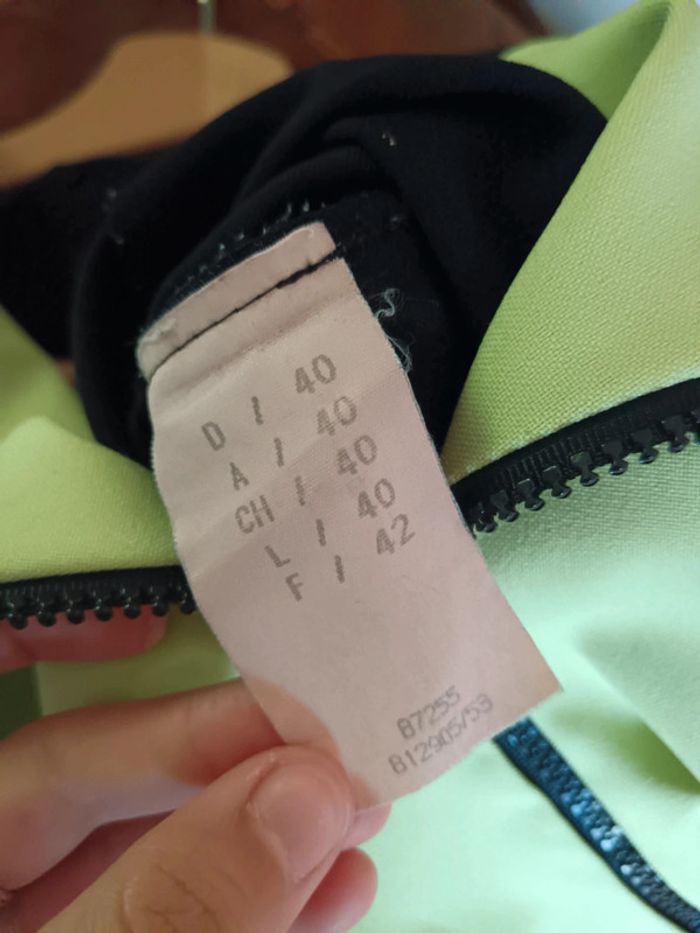 D / 40
A / 40
CH / 40
L / 40
F / 42
87255
812905/53